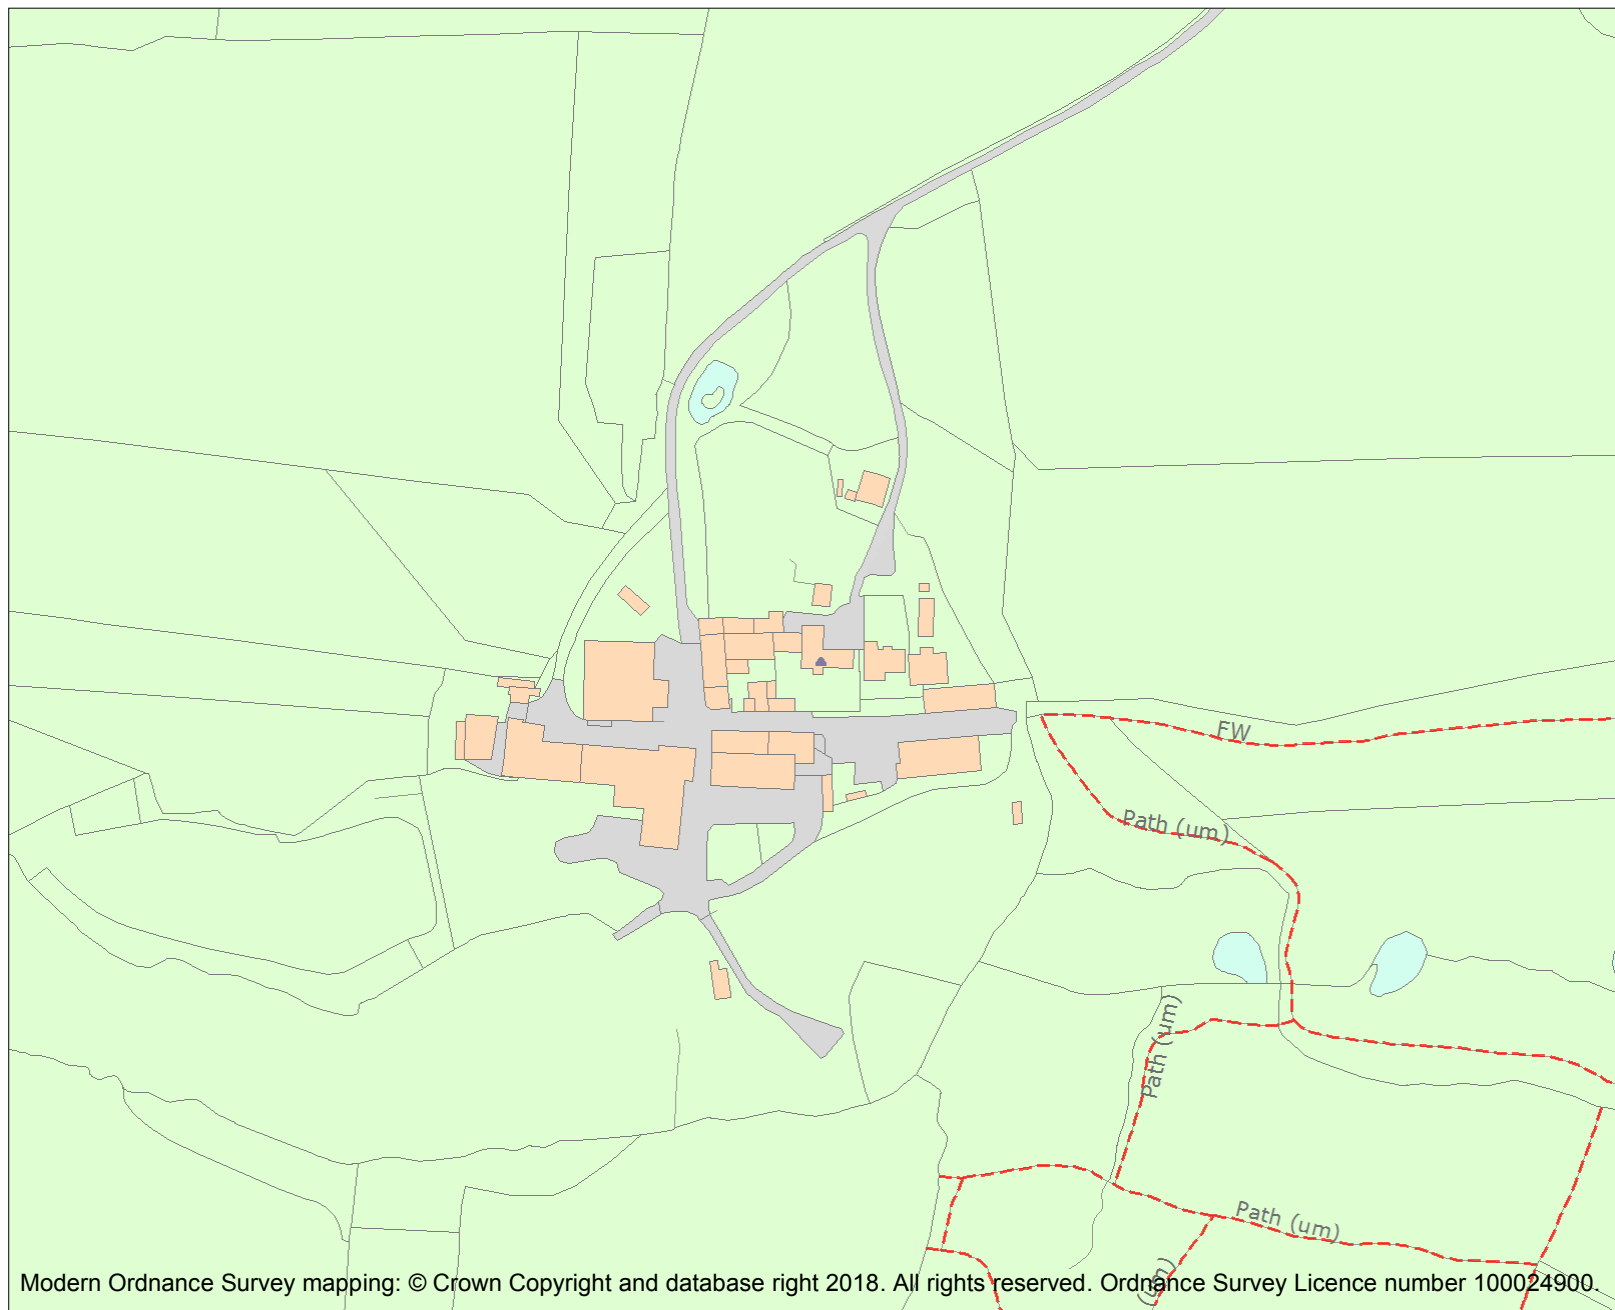 FW
Path (um)
Path (um)
Path (um)
(um)
Modern Ordnance Survey mapping: © Crown Copyright and database right 2018. All rights reserved. Ordnance Survey Licence number 100024900.